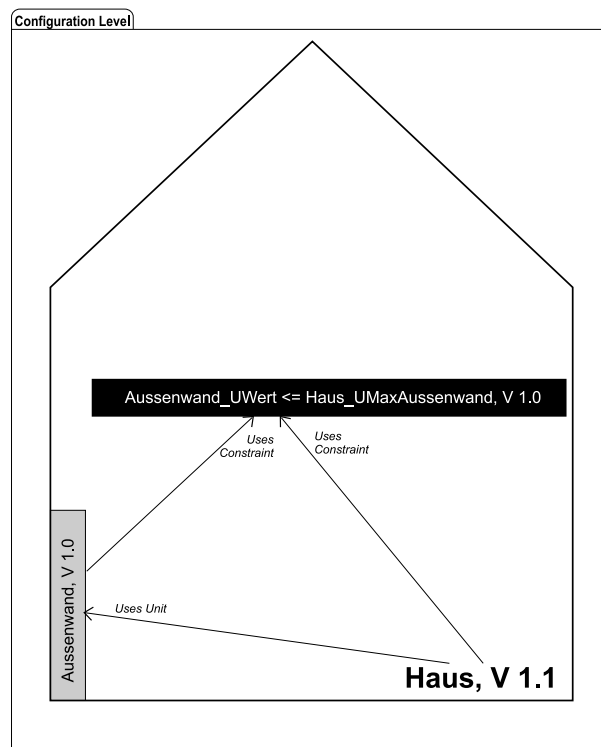 Configuration Level
Aussenwand_UWert <= Haus_UMaxAussenwand, V 1.0
Uses
Constraint
Uses
Constraint
Aussenwand, V 1.0
Uses Unit
Haus, V 1.1